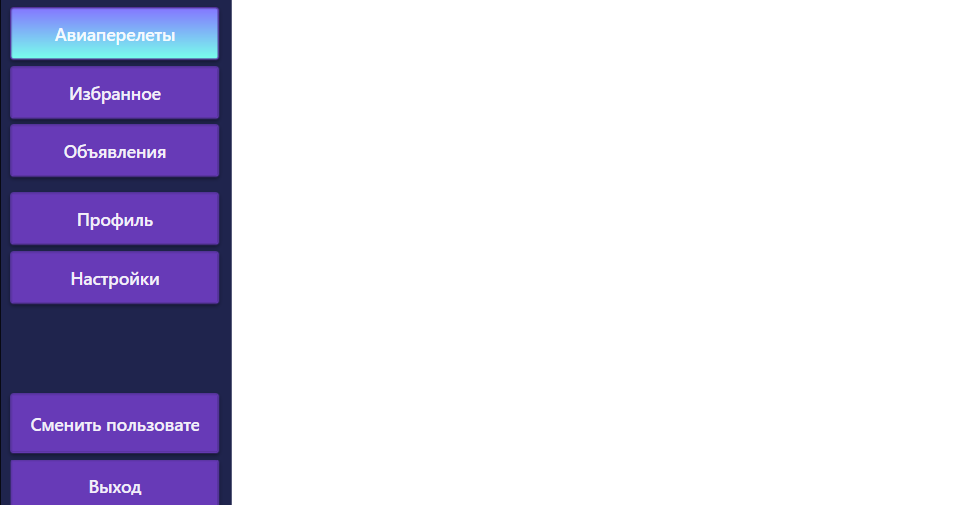 Авиаперелеты
Избранное
Объявления
Профиль
Настройки
Сменить пользовате
Выход